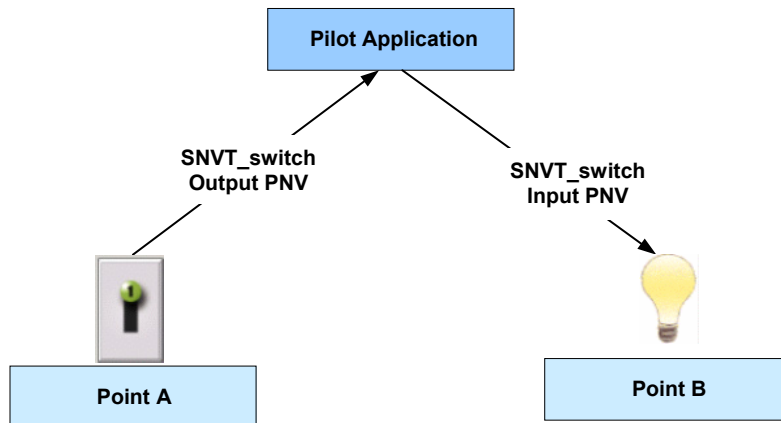 Pilot Application
SNVT_switch
Output PNV
SNVT_switch
Input PNV
1
Point A
Point B